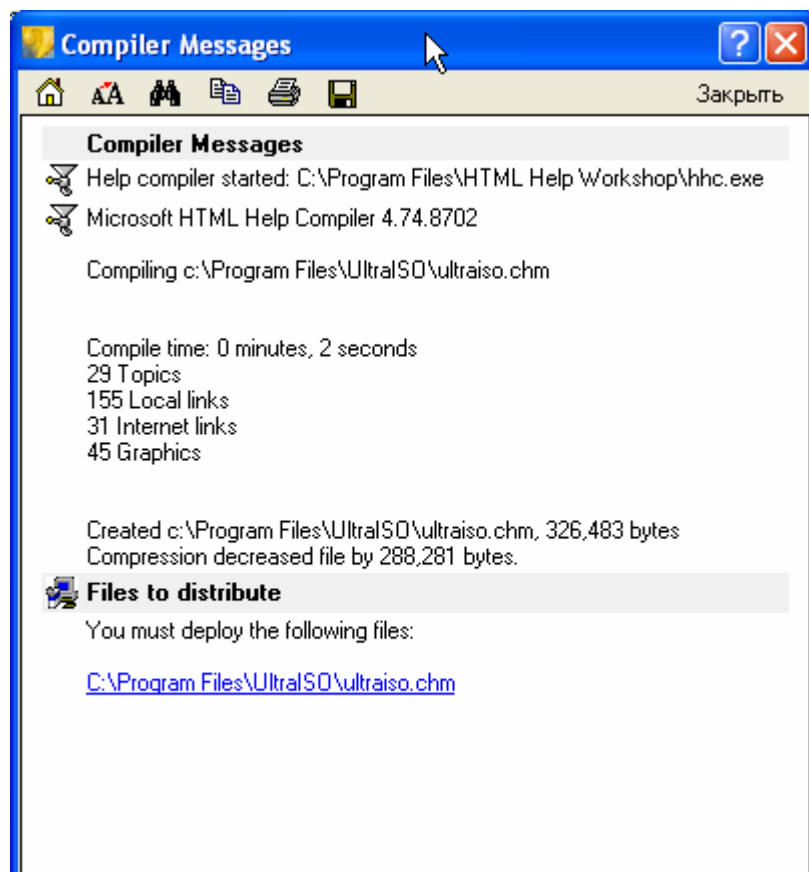 Compiler Messages
Закрыть
Compiler Messages
Help compiler started: C:\Program Files\HTML Help Workshop\hhc.exe
Microsoft HTML Help Compiler 4.74.8702
Compiling c:\Program Files\UltraISO\ultraiso.chm
Compile time: 0 minutes, 2 seconds
29 Topics
155 Local links
31 Internet links
45 Graphics
Created c:\Program Files\UltraISO\ultraiso.chm, 326,483 bytes
Compression decreased file by 288,281 bytes.
Files to distribute
You must deploy the following files:
C:\Program Files\UltraISO\ultraiso.chm